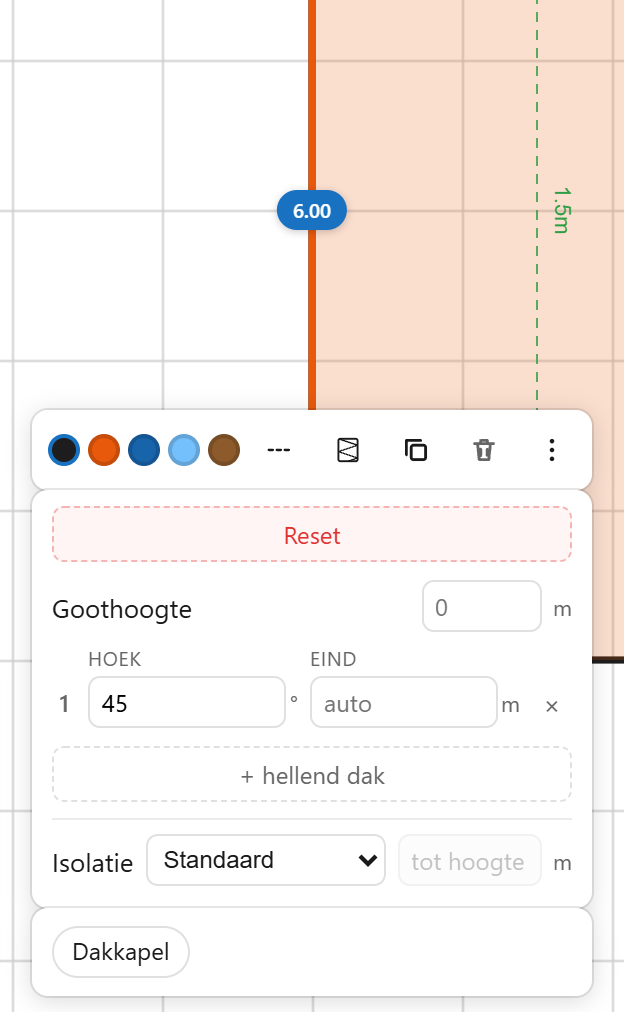 6.00
1.5m
Reset
Goothoogte 0 m
HOEK EIND
1 45 ° auto m ×
+ hellend dak
Isolatie Standaard tot hoogte m
Dakkapel